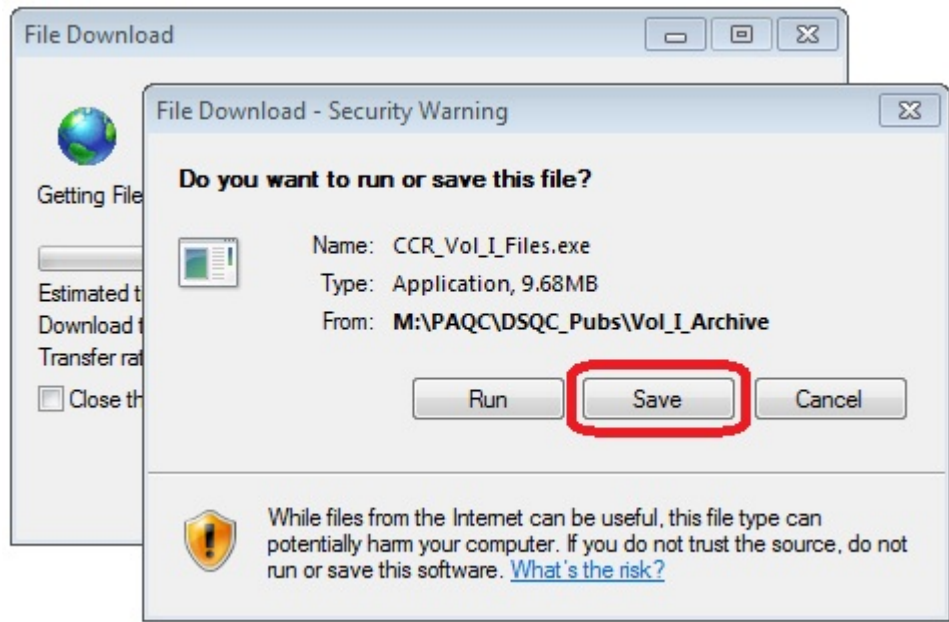 File Download
File Download - Security Warning
Getting File
Estimated t
Download t
Transfer rat
Close th
Do you want to run or save this file?
Name: CCR_Vol_I_Files.exe
Type: Application, 9.68MB
From: M:\PAQC\DSQC_Pubs\Vol_I_Archive
Run Save Cancel
While files from the Internet can be useful, this file type can
potentially harm your computer. If you do not trust the source, do not
run or save this software. What's the risk?